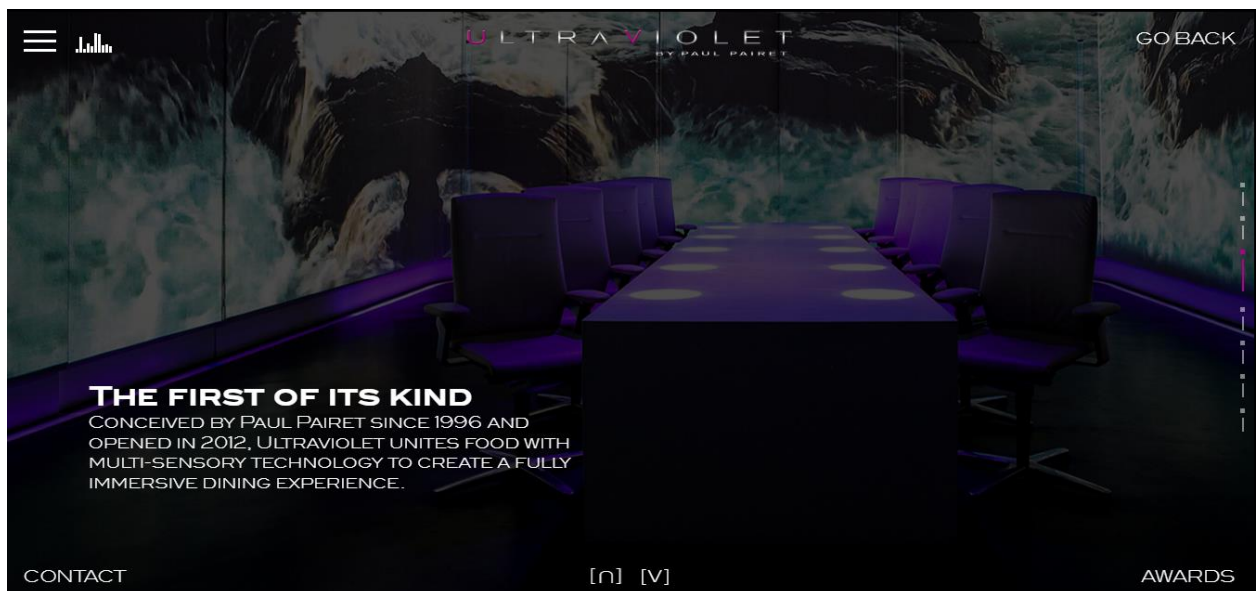 ULTRAVIOLET
BY PAUL PAIRET
GO BACK
The first of its kind
Conceived by Paul Pairet since 1996 and
opened in 2012, Ultraviolet unites food with
multi-sensory technology to create a fully
immersive dining experience.
CONTACT
[∩] [V]
AWARDS